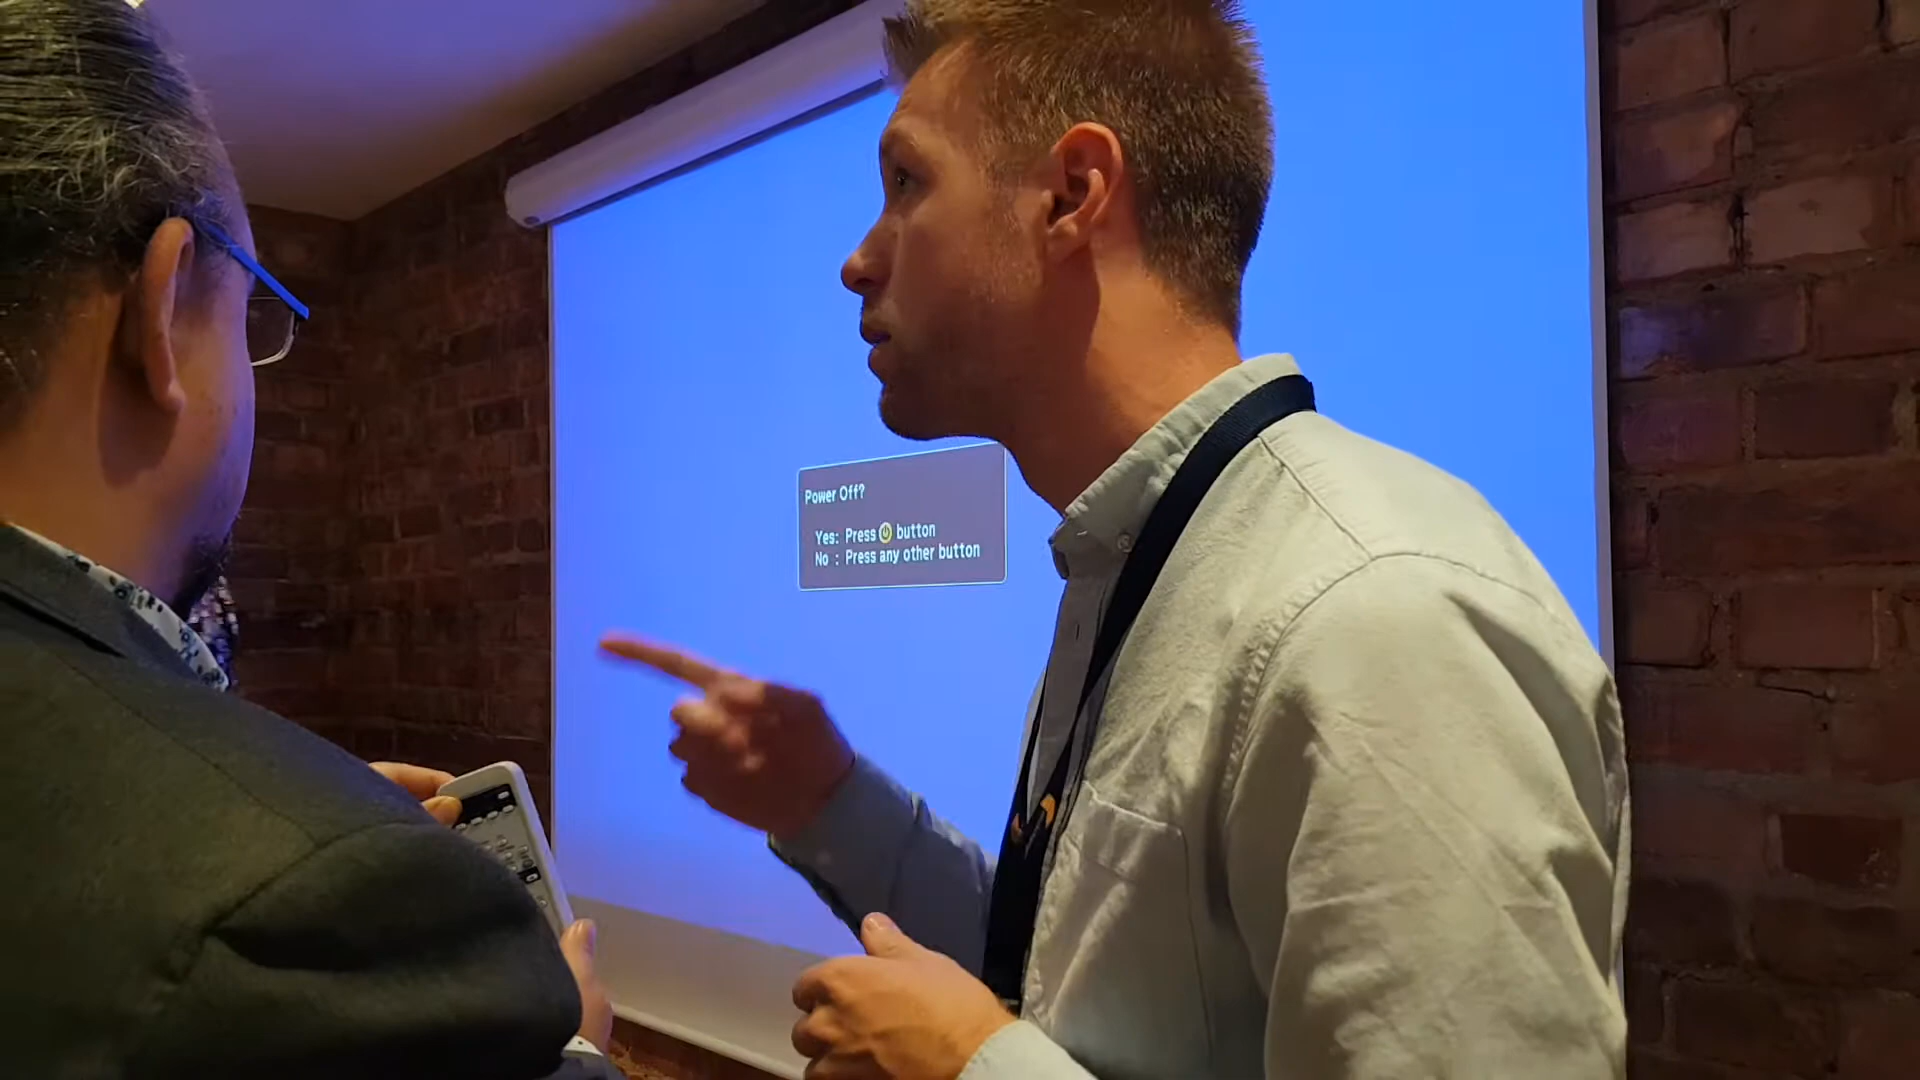 Power Off?
Yes: Press button
No : Press any other button